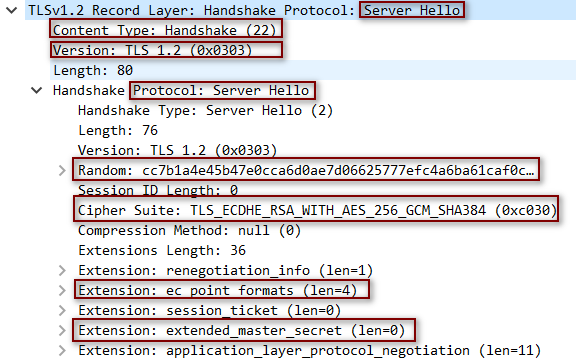 TLSv1.2 Record Layer: Handshake Protocol: Server Hello
Content Type: Handshake (22)
Version: TLS 1.2 (0x0303)
Length: 80
Handshake Protocol: Server Hello
Handshake Type: Server Hello (2)
Length: 76
Version: TLS 1.2 (0x0303)
Random: cc7b1a4e45b47e0cca6d0ae7d06625777efc4a6ba61caf0c…
Session ID Length: 0
Cipher Suite: TLS_ECDHE_RSA_WITH_AES_256_GCM_SHA384 (0xc030)
Compression Method: null (0)
Extensions Length: 36
Extension: renegotiation_info (len=1)
Extension: ec_point_formats (len=4)
Extension: session_ticket (len=0)
Extension: extended_master_secret (len=0)
Extension: application_layer_protocol_negotiation (len=11)